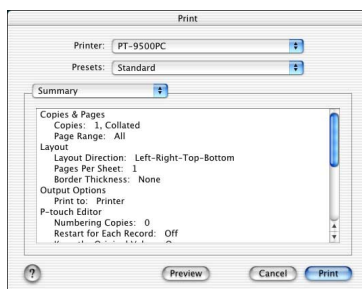 Print
Printer: PT-9500PC
Presets: Standard
Summary
Copies & Pages
Copies: 1, Collated
Page Range: All
Layout
Layout Direction: Left-Right-Top-Bottom
Pages Per Sheet: 1
Border Thickness: None
Output Options
Print to: Printer
P-touch Editor
Numbering Copies: 0
Restart for Each Record: Off
?
Preview
Cancel
Print